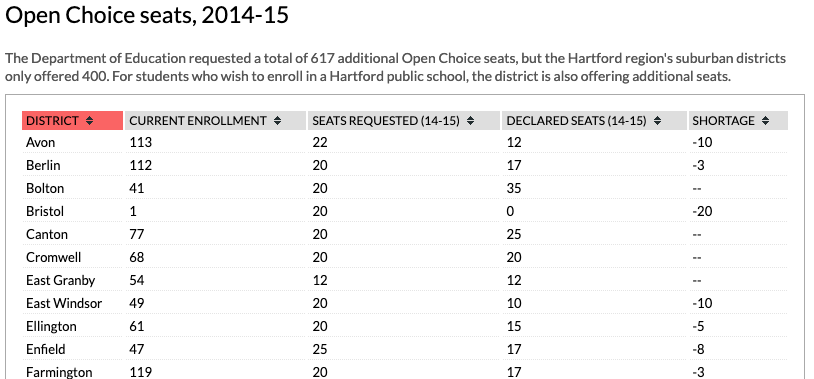 Open Choice seats, 2014-15
The Department of Education requested a total of 617 additional Open Choice seats, but the Hartford region's suburban districts
only offered 400. For students who wish to enroll in a Hartford public school, the district is also offering additional seats.
DISTRICT CURRENT ENROLLMENT SEATS REQUESTED (14-15) DECLARED SEATS (14-15) SHORTAGE
Avon 113 22 12 -10
Berlin 112 20 17 -3
Bolton 41 20 35 --
Bristol 1 20 0 -20
Canton 77 20 25 --
Cromwell 68 20 20 --
East Granby 54 12 12 --
East Windsor 49 20 10 -10
Ellington 61 20 15 -5
Enfield 47 25 17 -8
Farmington 119 20 17 -3